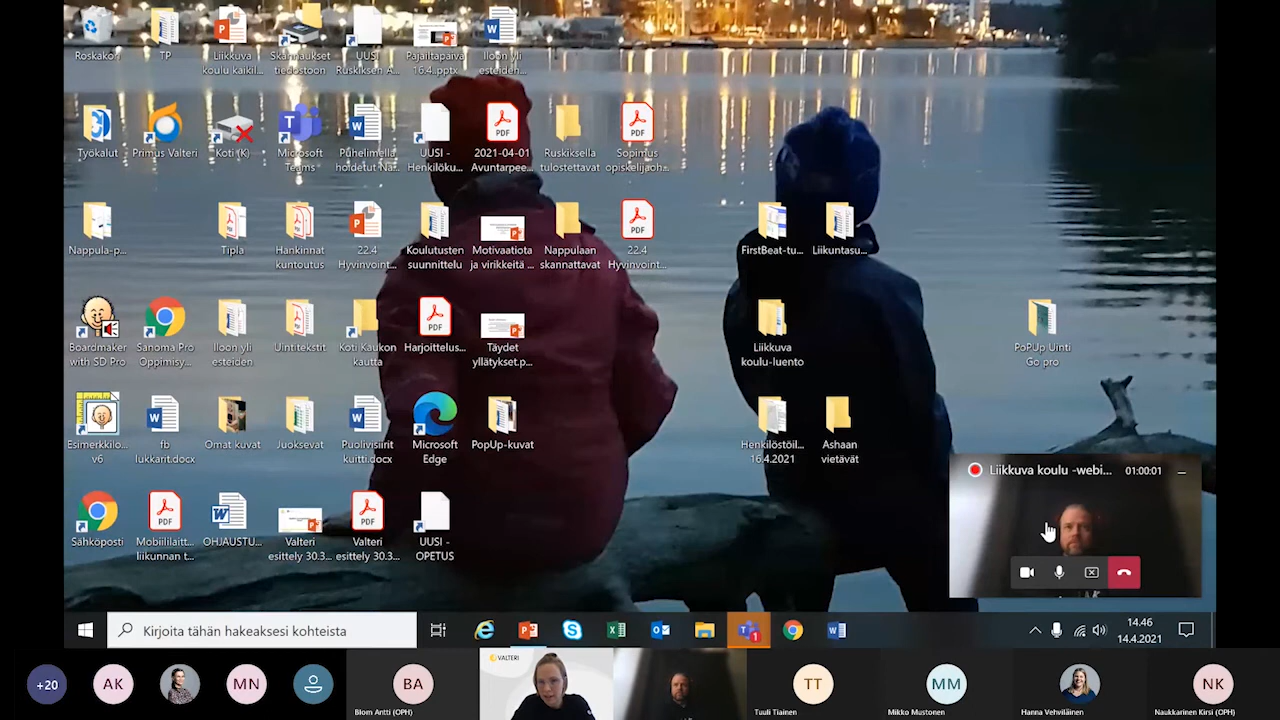 Roskakori
TP
Liikkuva
koulu kaikil...
Skannaukset
tiedostoon
UUSI
Ruskiksen A...
Pajailtapäivä
16.4..pptx
Iloon yli
esteiden...
Työkalut
Primus Valteri
Koti (K)
Microsoft
Teams
Puhelimella
hoidetut Na...
UUSI -
Henkilöku...
PDF
2021-04-01
Avuntarpee...
Ruskiksella
tulostettavat
PDF
Sopimus
opiskelijaoh...
Nappula-p...
Tipla
Hankinnat
kuntoutus
22.4
Hyvinvoint...
Koulutusten
suunnittelu
Motivaatiota
ja virikkeitä ...
Nappulaan
skannattavat
22.4
Hyvinvoint...
FirstBeat-tu...
Liikuntasu...
Boardmaker
with SD Pro
Sanoma Pro
Oppimisy...
Iloon yli
esteiden
Uintitekstit
Koti Kaukon
kautta
PDF
Harjoittelus...
Täydet
yllätykset.p...
Liikkuva
koulu-luento
PoPUp Uinti
Go pro
Esimerkkilo...
v6
fb
lukkarit.docx
Omat kuvat
Juoksevat
Puolivisiirit
kuitti.docx
Microsoft
Edge
PopUp-kuvat
Henkilöstöil...
16.4.2021
Ashaan
vietävät
Liikkuva koulu -webi...
01:00:01
Sähköposti
PDF
Mobiililaitt...
liikunnan t...
OHJAUSTU...
Valteri
esittely 30.3...
PDF
Valteri
esittely 30.3...
UUSI -
OPETUS
Kirjoita tähän hakeaksesi kohteista
14.46
14.4.2021
+20
AK
MN
BA
Blom Antti (OPH)
VALTERI
TT
Tuuli Tiainen
MM
Mikko Mustonen
Hanna Vehviläinen
NK
Naukkarinen Kirsi (OPH)